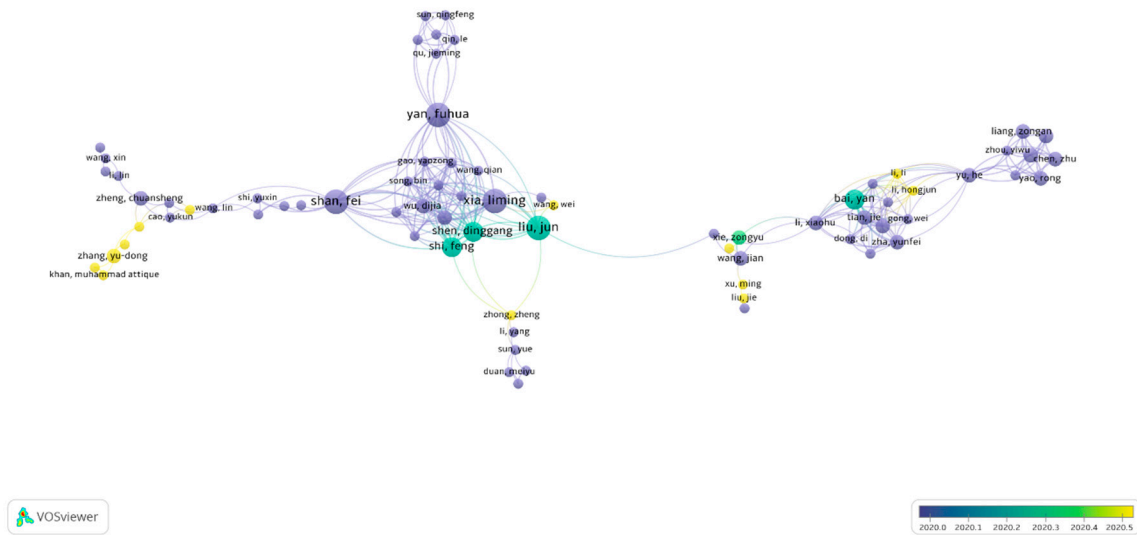 sun, qingfeng
qin, le
qu, jieming
yan, fuhua
liang, zongan
zhou, yiwu
chen, zhu
wang, xin
gao, yaozong
wang, qian
li, li
yu, he
li, lin
song, bin
li, hongjun
yao, rong
zheng, chuansheng
shi, yuxin
shan, fei
xia, liming
bai, yan
wang, lin
wu, dijia
wang, wei
cao, yukun
tian, jie
gong, wei
li, xiaohu
liu, jun
shen, dinggang
xie, zongyu
dong, di
zha, yunfei
shi, feng
zhang, yu-dong
wang, jian
khan, muhammad attique
xu, ming
liu, jie
zhong, zheng
li, yang
sun, yue
duan, meiyu
VOSviewer
2020.0 2020.1 2020.2 2020.3 2020.4 2020.5